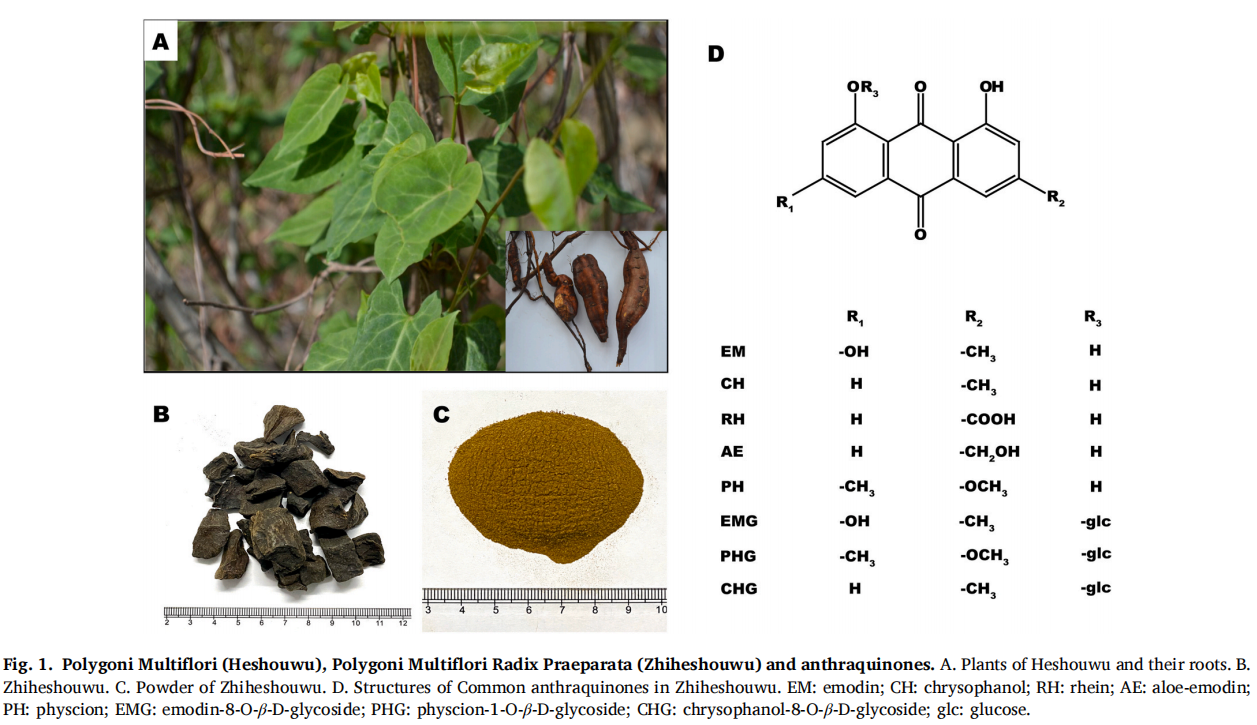 A
B
C
2 3 4 5 6 7 8 9 10 11 12
3 4 5 6 7 8 9 10
D
OR₃ O OH
R₁ R₂
O
R₁ R₂ R₃
EM -OH -CH₃ H
CH H -CH₃ H
RH H -COOH H
AE H -CH₂OH H
PH -CH₃ -OCH₃ H
EMG -OH -CH₃ -glc
PHG -CH₃ -OCH₃ -glc
CHG H -CH₃ -glc
Fig. 1. Polygoni Multiflori (Heshouwu), Polygoni Multiflori Radix Praeparata (Zhiheshouwu) and anthraquinones. A. Plants of Heshouwu and their roots. B.
Zhiheshouwu. C. Powder of Zhiheshouwu. D. Structures of Common anthraquinones in Zhiheshouwu. EM: emodin; CH: chrysophanol; RH: rhein; AE: aloe-emodin;
PH: physcion; EMG: emodin-8-O-β-D-glycoside; PHG: physcion-1-O-β-D-glycoside; CHG: chrysophanol-8-O-β-D-glycoside; glc: glucose.